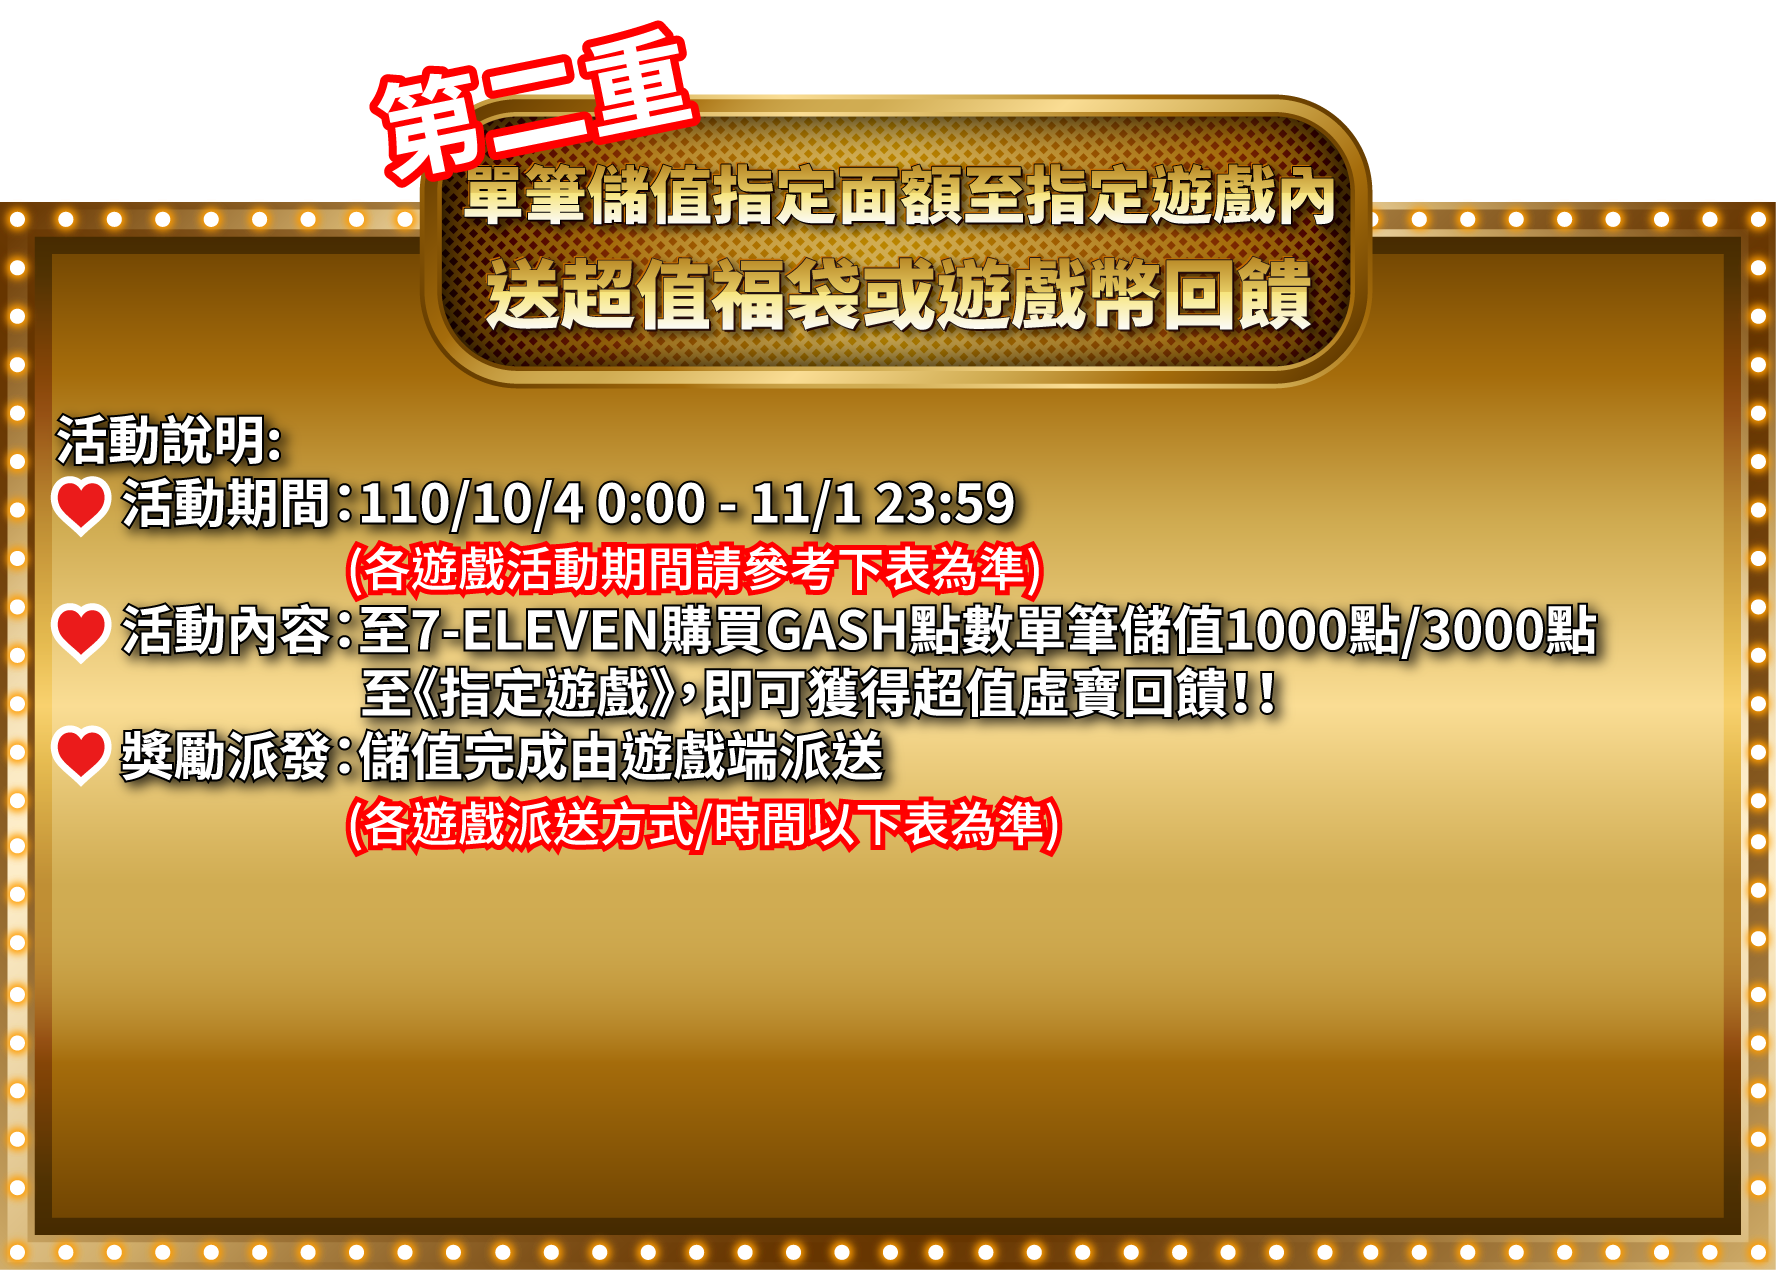 第二重
單筆儲值指定面額至指定遊戲內
送超值福袋或遊戲幣回饋
活動說明:
活動期間：110/10/4 0:00 - 11/1 23:59
(各遊戲活動期間請參考下表為準)
活動內容：至7-ELEVEN購買GASH點數單筆儲值1000點/3000點
至《指定遊戲》，即可獲得超值虛寶回饋！！
獎勵派發：儲值完成由遊戲端派送
(各遊戲派送方式/時間以下表為準)